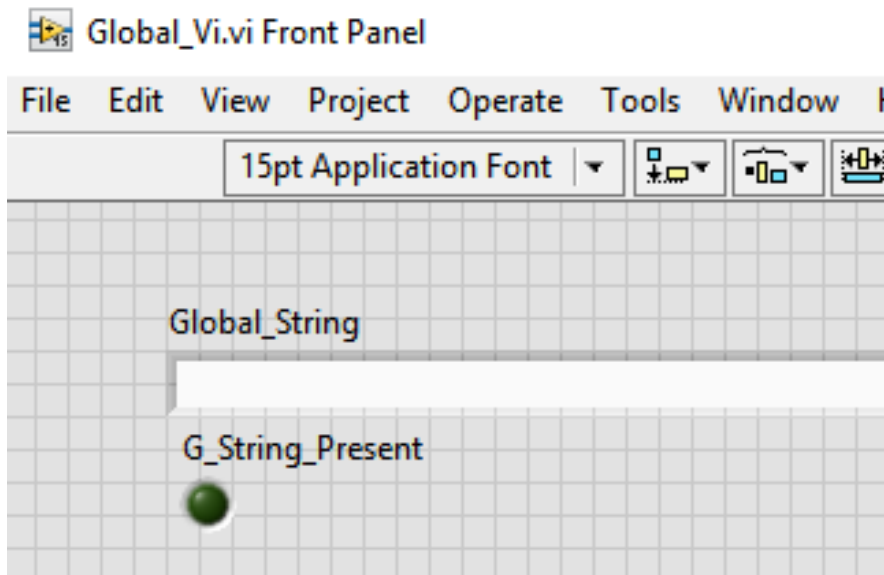 Global_Vi.vi Front Panel
File Edit View Project Operate Tools Window
15pt Application Font
Global_String
G_String_Present